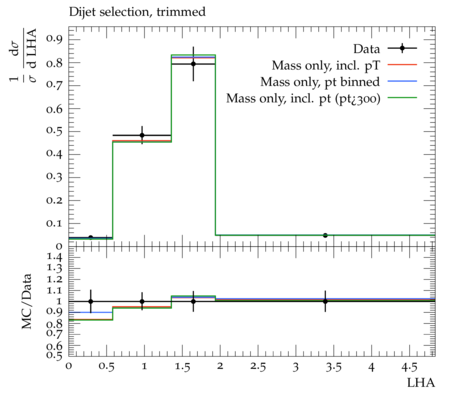 Dijet selection, trimmed
1/σ dσ/d LHA
0.9
0.8
0.7
0.6
0.5
0.4
0.3
0.2
0.1
0
Data
Mass only, incl. pT
Mass only, pt binned
Mass only, incl. pt (pt¿300)
MC/Data
1.4
1.3
1.2
1.1
1
0.9
0.8
0.7
0.6
0.5
0 0.5 1 1.5 2 2.5 3 3.5 4 4.5
LHA